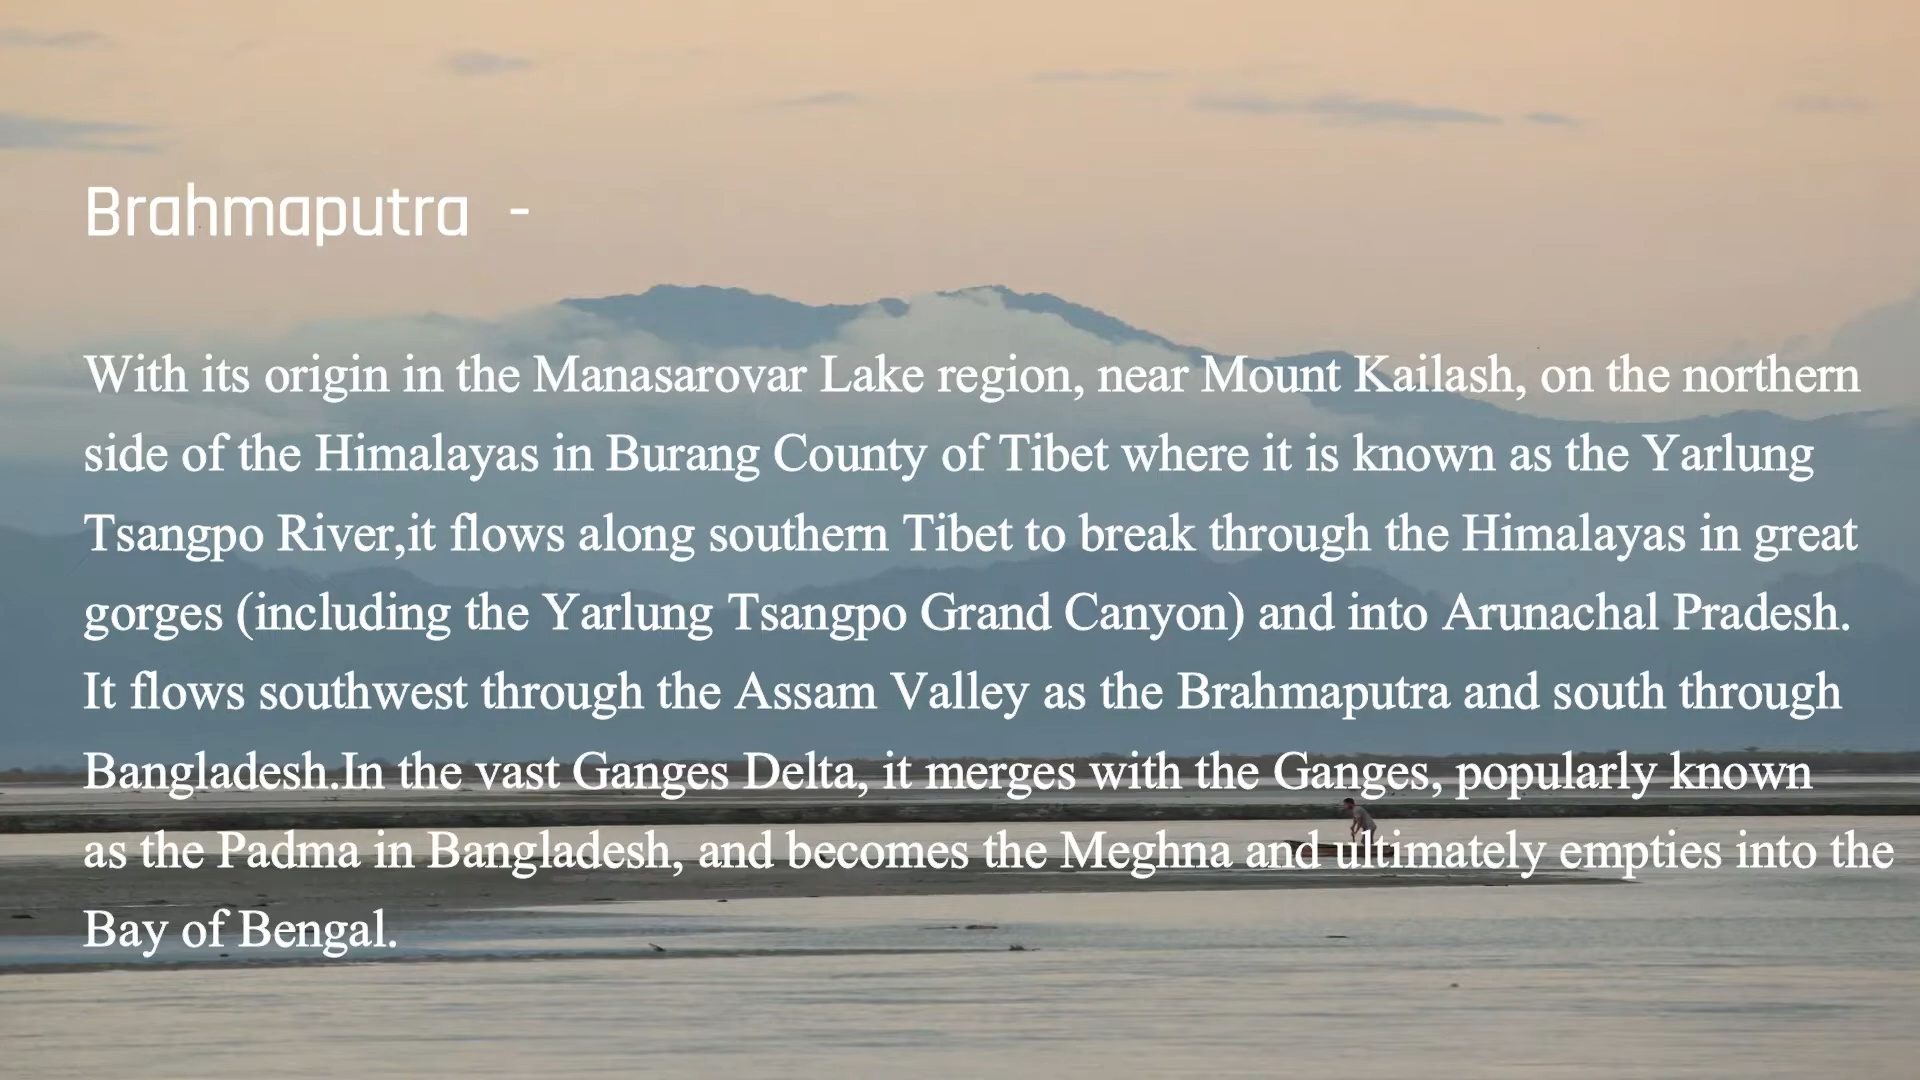 Brahmaputra -
With its origin in the Manasarovar Lake region, near Mount Kailash, on the northern
side of the Himalayas in Burang County of Tibet where it is known as the Yarlung
Tsangpo River,it flows along southern Tibet to break through the Himalayas in great
gorges (including the Yarlung Tsangpo Grand Canyon) and into Arunachal Pradesh.
It flows southwest through the Assam Valley as the Brahmaputra and south through
Bangladesh.In the vast Ganges Delta, it merges with the Ganges, popularly known
as the Padma in Bangladesh, and becomes the Meghna and ultimately empties into the
Bay of Bengal.